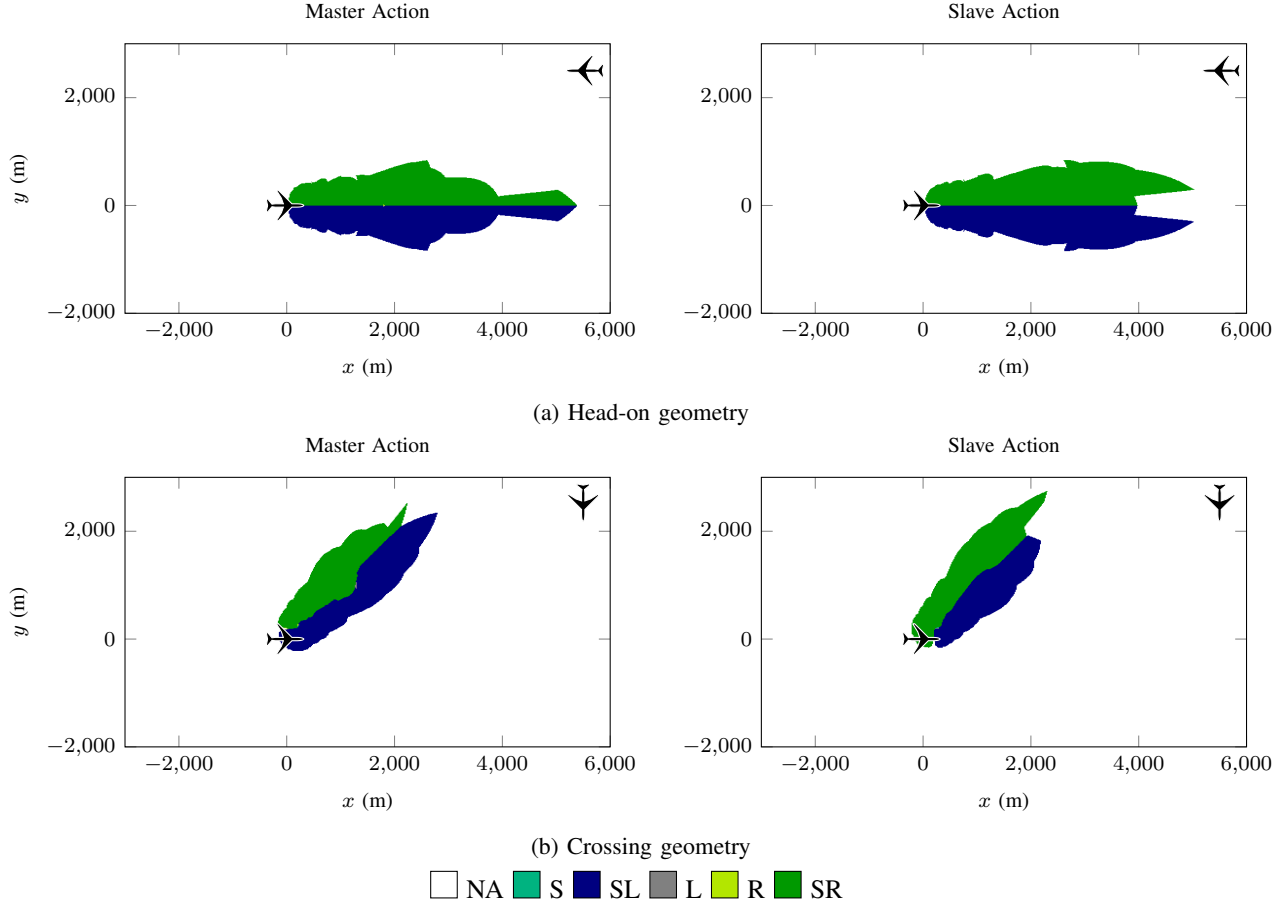 Master Action
Slave Action
2,000
0
−2,000
y (m)
−2,000 0 2,000 4,000 6,000
x (m)
2,000
0
−2,000
−2,000 0 2,000 4,000 6,000
x (m)
(a) Head-on geometry
Master Action
Slave Action
2,000
0
−2,000
y (m)
−2,000 0 2,000 4,000 6,000
x (m)
2,000
0
−2,000
−2,000 0 2,000 4,000 6,000
x (m)
(b) Crossing geometry
NA S SL L R SR